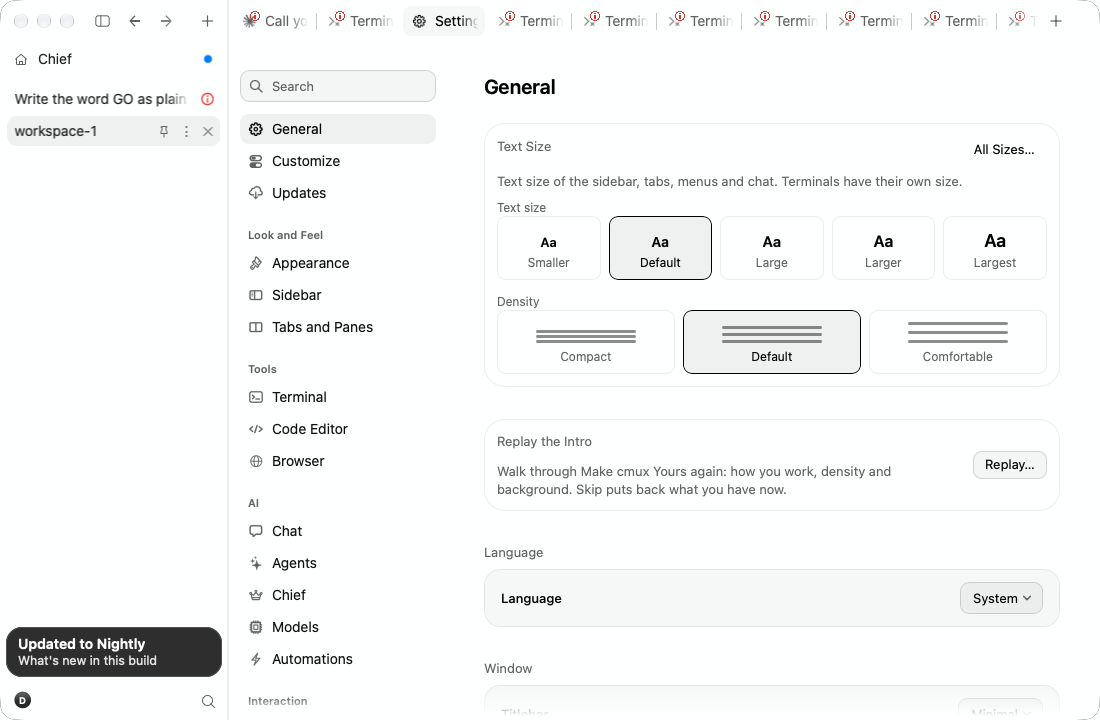 Call yo
Termin
Setting
Termin
Termin
Termin
Termin
Termin
Termin
Chief
Write the word GO as plain
workspace-1
Updated to Nightly
What's new in this build
D
Search
General
Customize
Updates
Look and Feel
Appearance
Sidebar
Tabs and Panes
Tools
Terminal
Code Editor
Browser
AI
Chat
Agents
Chief
Models
Automations
Interaction
General
Text Size
All Sizes...
Text size of the sidebar, tabs, menus and chat. Terminals have their own size.
Text size
Aa Aa Aa Aa Aa
Smaller Default Large Larger Largest
Density
Compact Default Comfortable
Replay the Intro
Walk through Make cmux Yours again: how you work, density and
background. Skip puts back what you have now.
Replay...
Language
Language
System
Window
Titlebar
Minimal